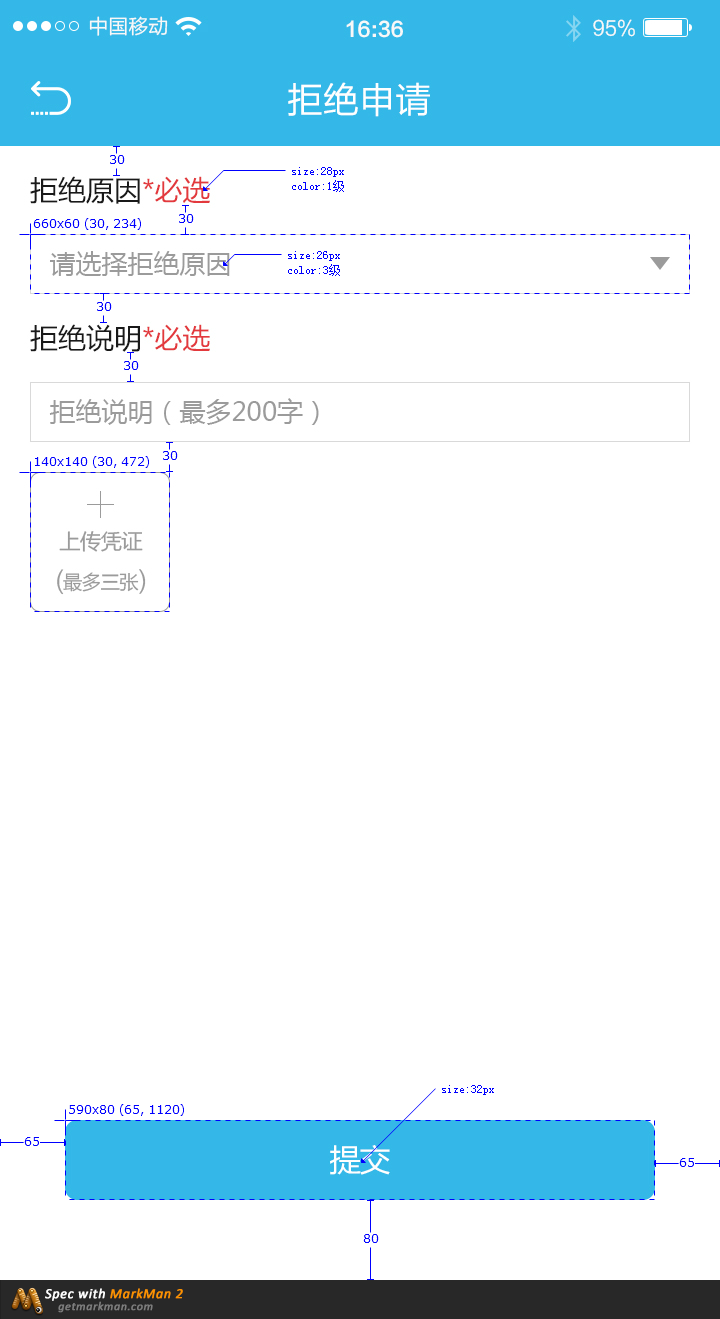 中国移动 16:36 95%
拒绝申请
30
拒绝原因*必选
size:28px
color:1级
30
660x60 (30, 234)
请选择拒绝原因
size:26px
color:3级
30
拒绝说明*必选
30
拒绝说明（最多200字）
30
140x140 (30, 472)
上传凭证
(最多三张)
size:32px
590x80 (65, 1120)
65
提交
65
80
Spec with MarkMan 2
getmarkman.com